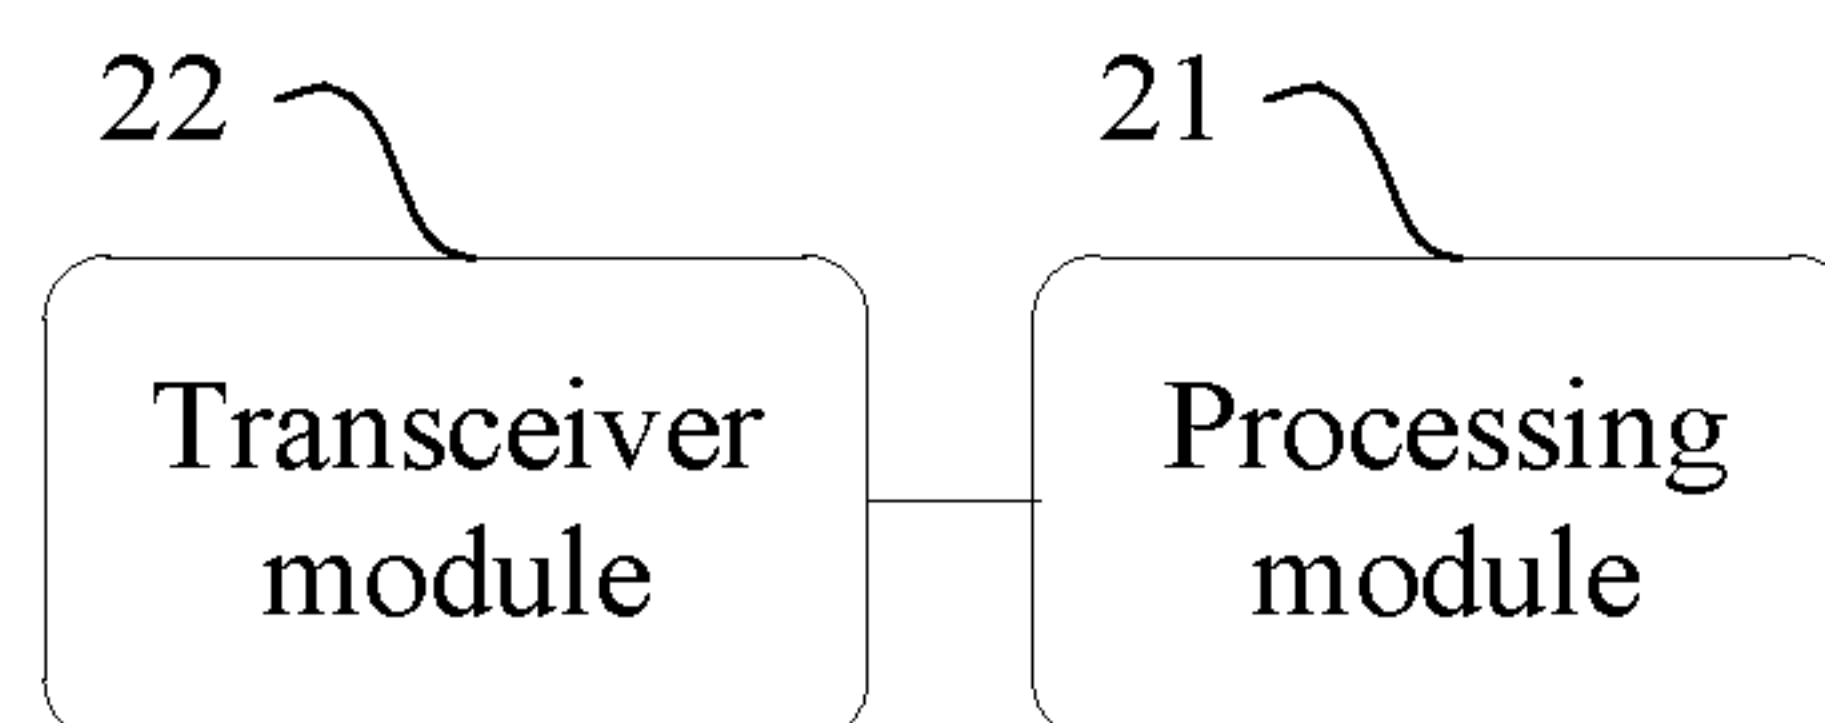 22
21
Transceiver
module
Processing
module